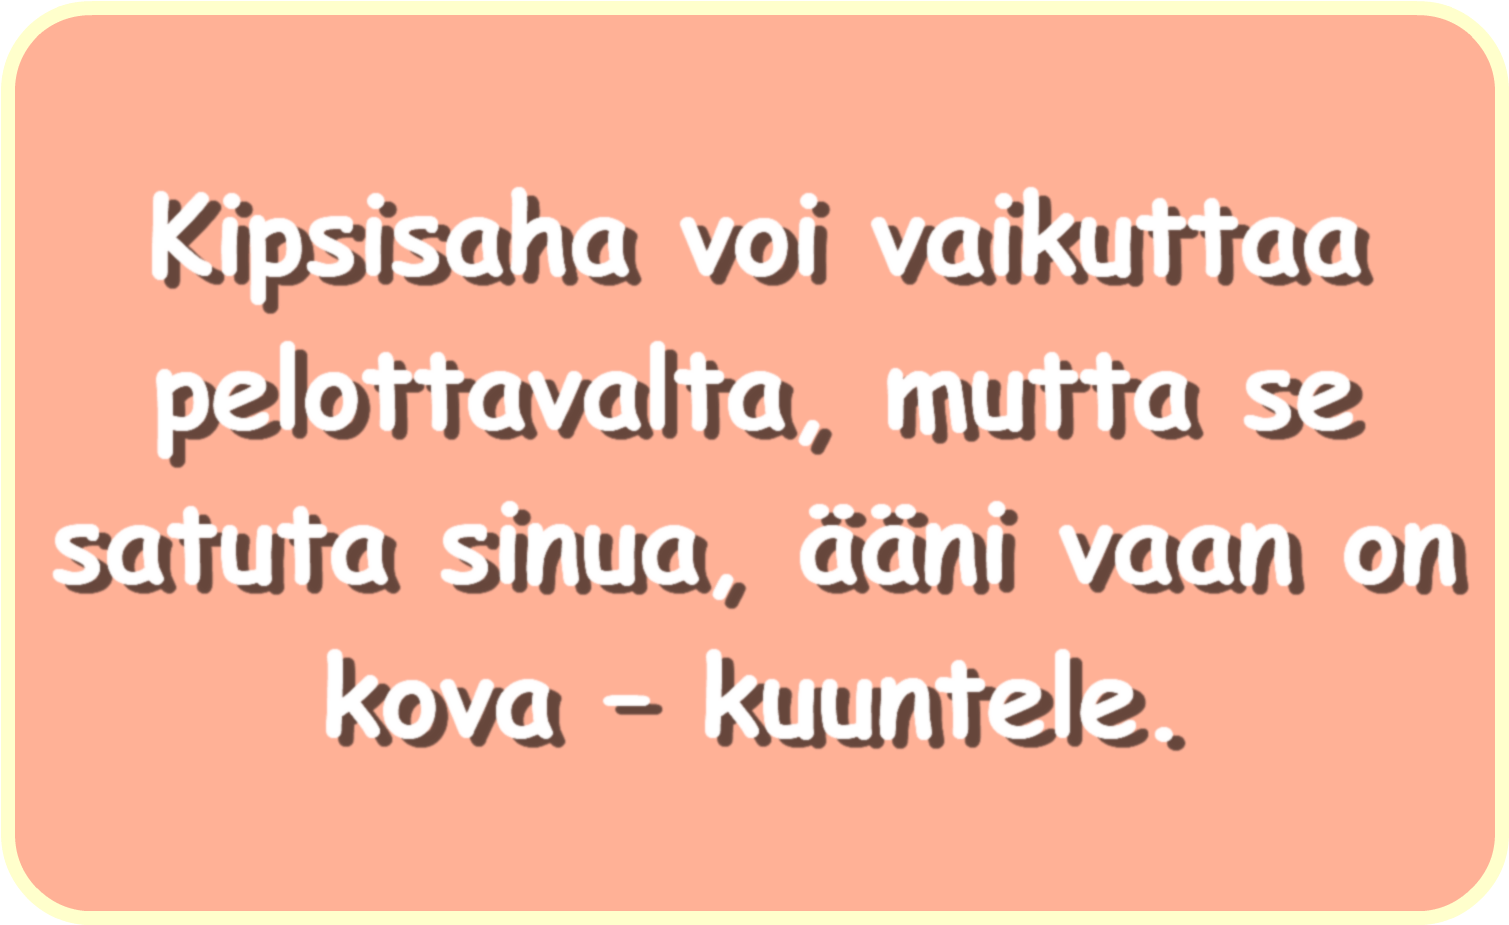 Kipsisaha voi vaikuttaa
pelottavalta, mutta se
satuta sinua, ääni vaan on
kova – kuuntele.